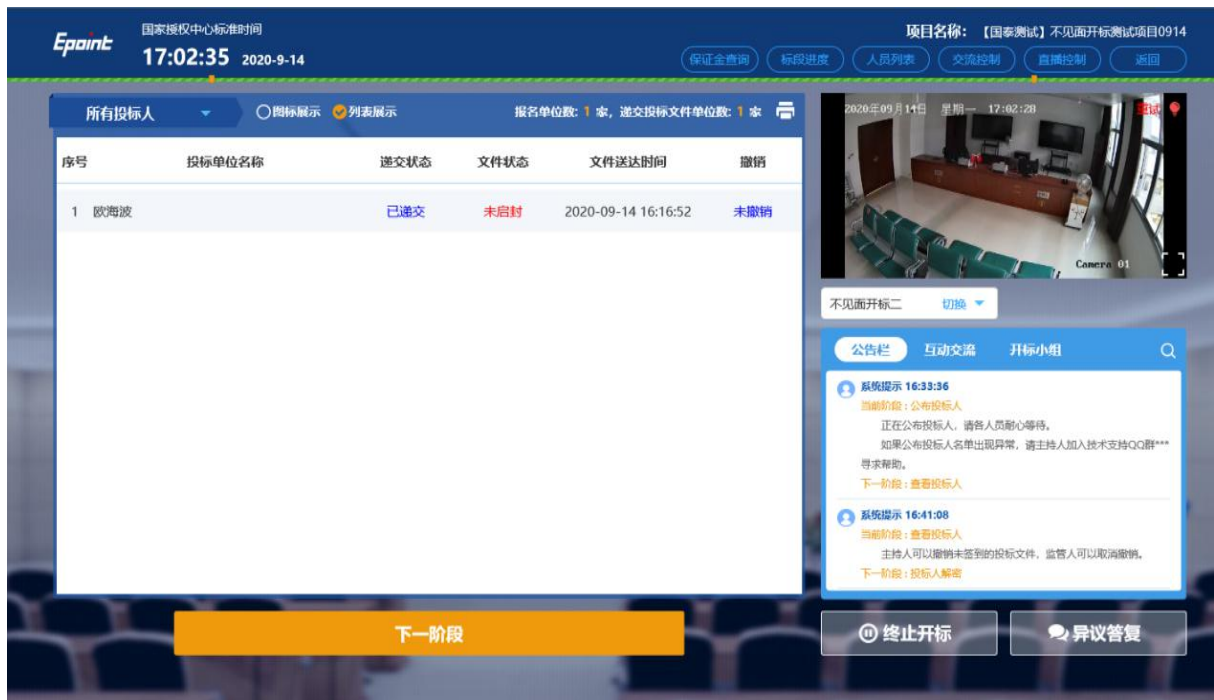 Epoint
国家授权中心标准时间
17:02:35 2020-9-14
项目名称：【国泰测试】不见面开标测试项目0914
保证金查询 标段进度 人员列表 交流控制 直播控制 返回
所有投标人 图标展示 列表展示 报名单位数: 1 家, 递交投标文件单位数: 1 家
序号 投标单位名称 递交状态 文件状态 文件送达时间 撤销
1 欧海波 已递交 未启封 2020-09-14 16:16:52 未撤销
2020年09月14日 星期一 17:02:28
重试
Camera 01
不见面开标二 切换
公告栏 互动交流 开标小组
系统提示 16:33:36
当前阶段：公布投标人
正在公布投标人，请各人员耐心等待。
如果公布投标人名单出现异常，请主持人加入技术支持QQ群***
寻求帮助。
下一阶段：查看投标人
系统提示 16:41:08
当前阶段：查看投标人
主持人可以撤销未签到的投标文件，监管人可以取消撤销。
下一阶段：投标人解密
下一阶段
终止开标 异议答复